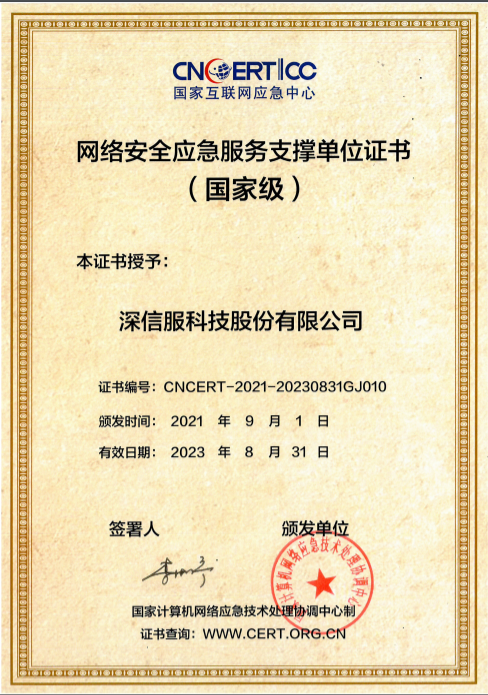 CNCERT/CC
国家互联网应急中心
网络安全应急服务支撑单位证书
（国家级）
本证书授予：
深信服科技股份有限公司
证书编号：CNCERT-2021-20230831GJ010
颁发时间： 2021 年 9 月 1 日
有效日期： 2023 年 8 月 31 日
签署人 颁发单位
国家计算机网络应急技术处理协调中心
国家计算机网络应急技术处理协调中心制
证书查询：WWW.CERT.ORG.CN